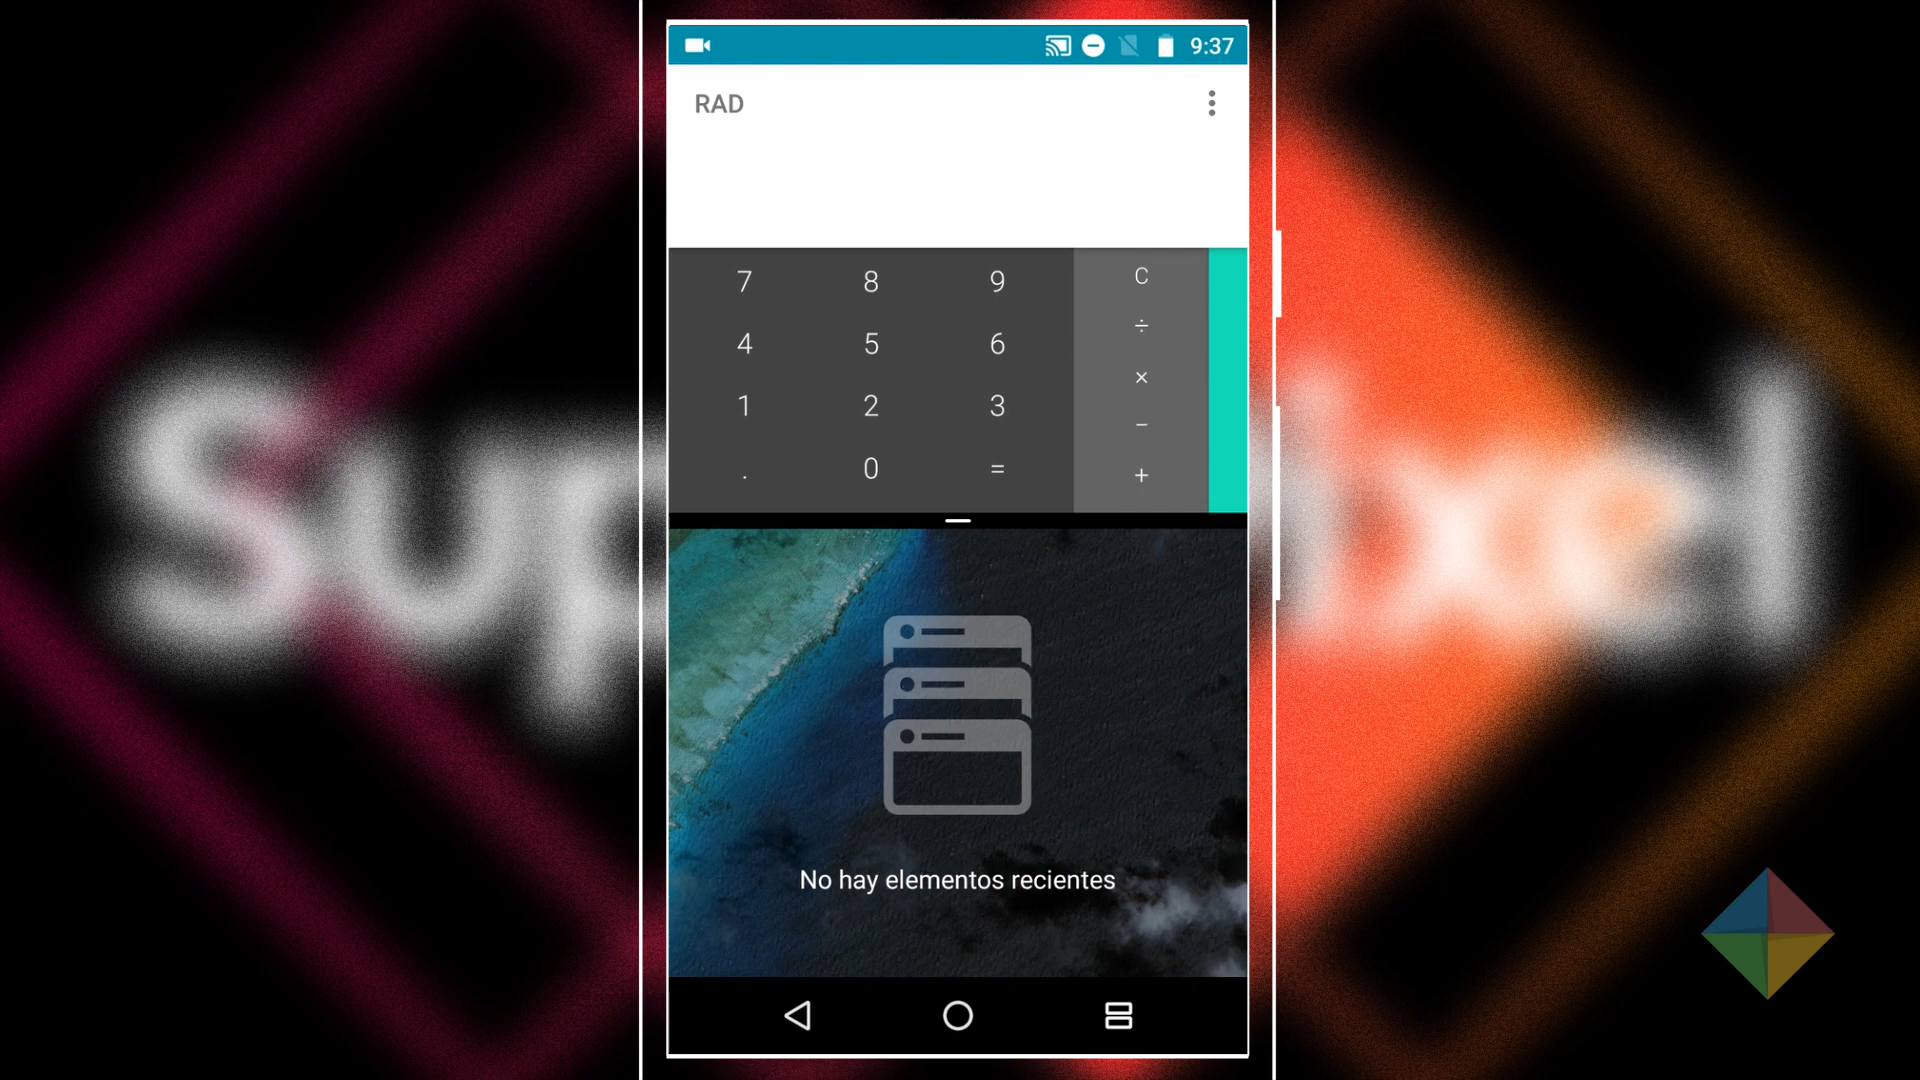 9:37
RAD
7 8 9 C
÷
4 5 6
×
1 2 3
−
. 0 =
+
No hay elementos recientes